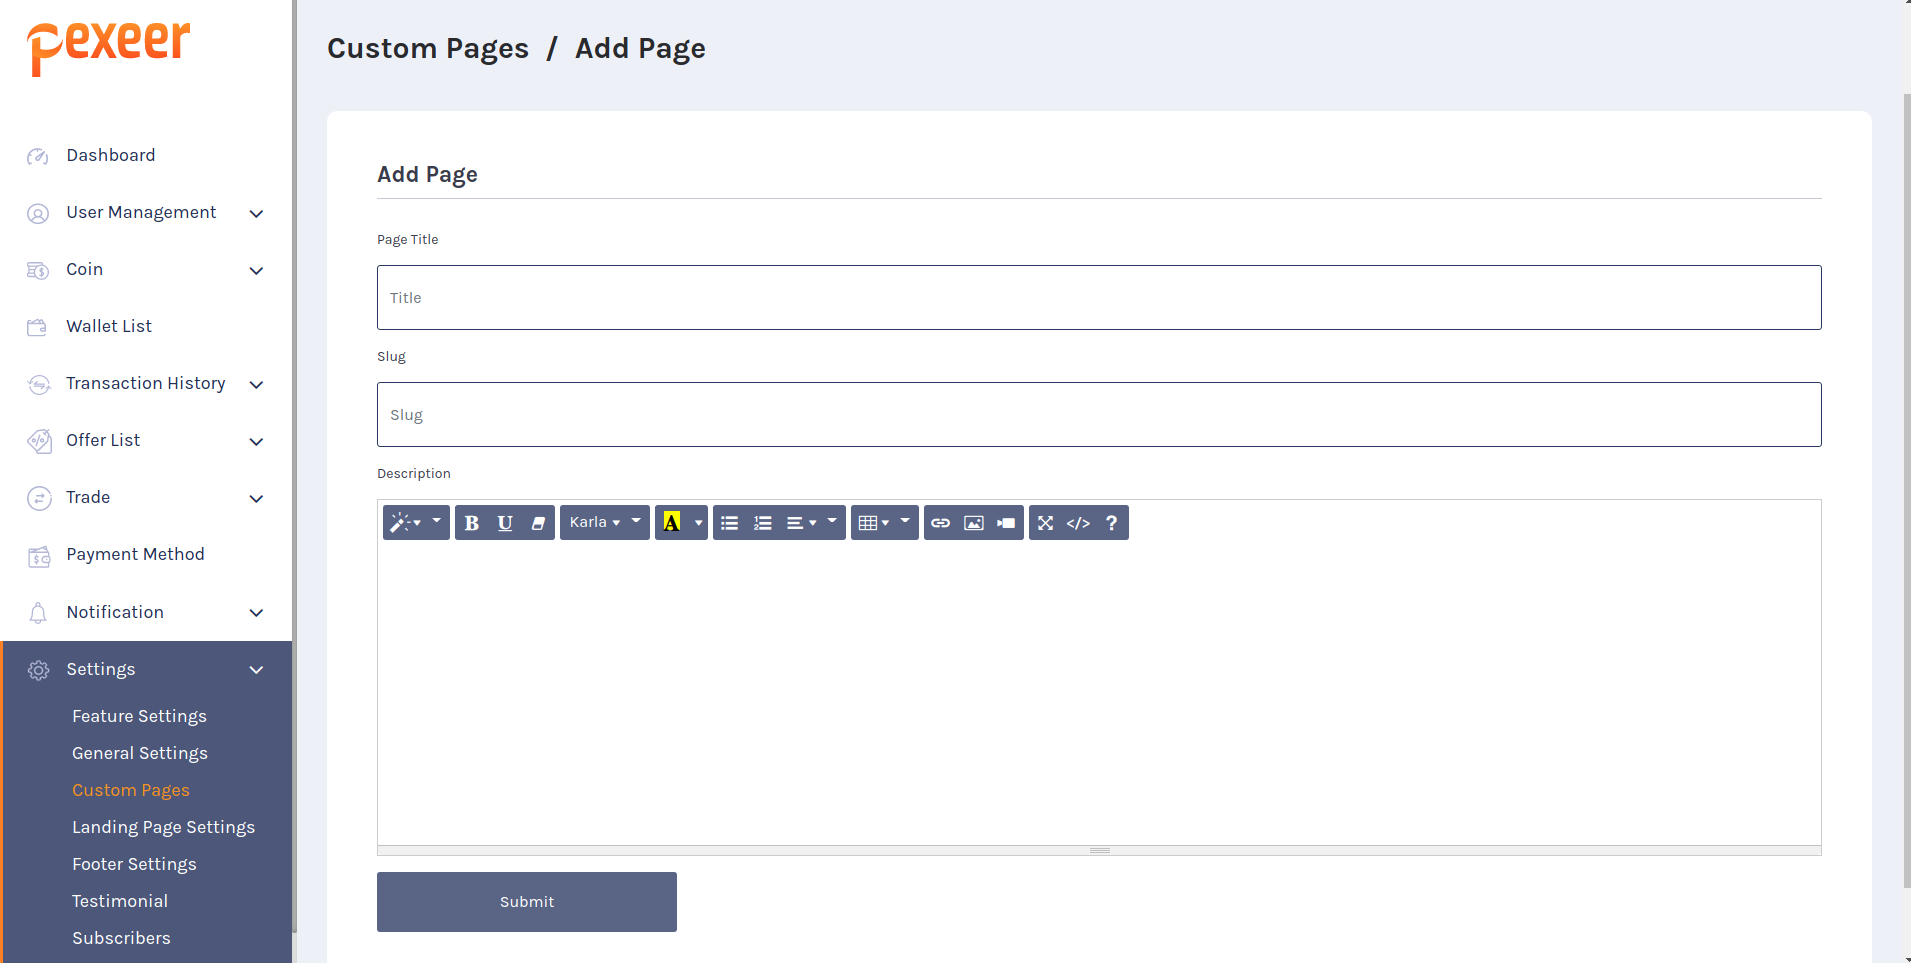 Pexeer
Dashboard
User Management
Coin
Wallet List
Transaction History
Offer List
Trade
Payment Method
Notification
Settings
Feature Settings
General Settings
Custom Pages
Landing Page Settings
Footer Settings
Testimonial
Subscribers
Custom Pages / Add Page
Add Page
Page Title
Title
Slug
Slug
Description
B U Karla A </> ?
Submit